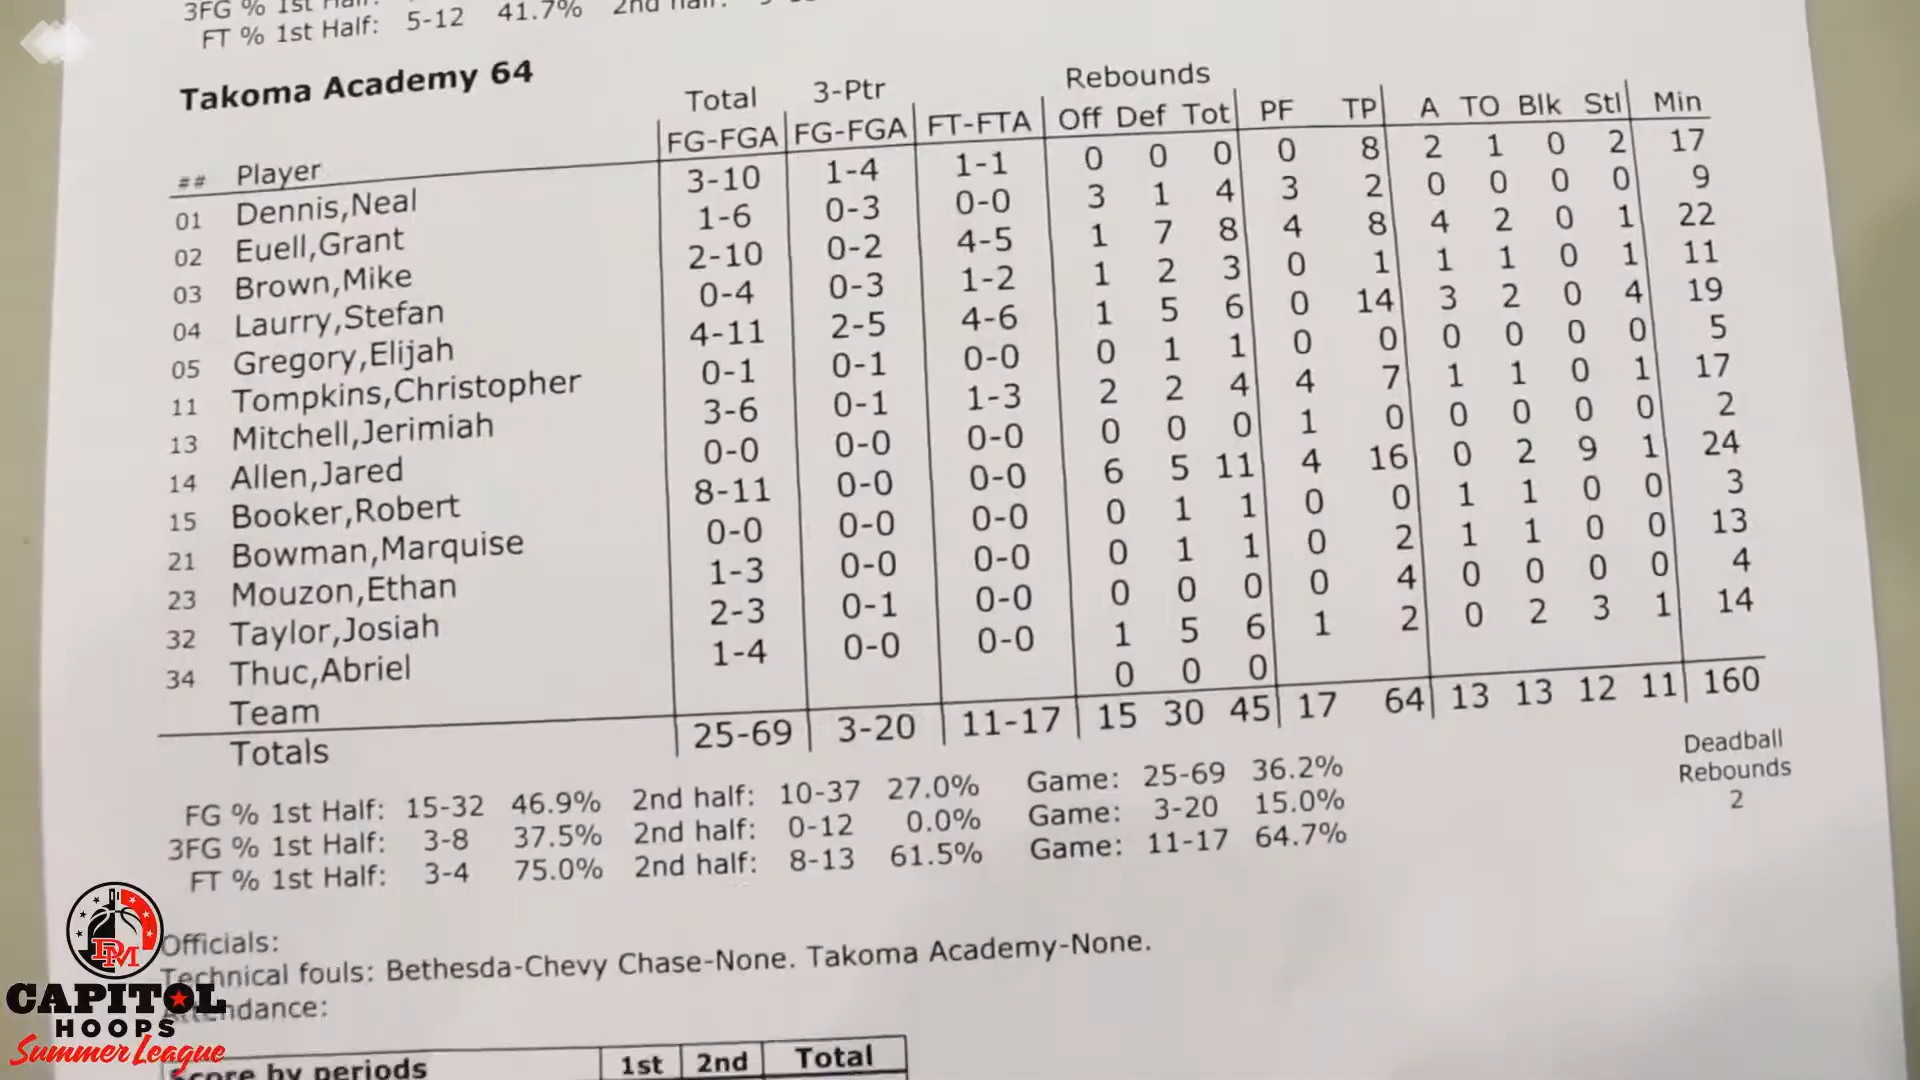 3FG % 1st Half:
FT % 1st Half: 5-12 41.7% 2nd half:
Takoma Academy 64
Total 3-Ptr Rebounds
## Player FG-FGA FG-FGA FT-FTA Off Def Tot PF TP A TO Blk Stl Min
01 Dennis,Neal 3-10 1-4 1-1 0 0 0 0 8 2 1 0 2 17
02 Euell,Grant 1-6 0-3 0-0 3 1 4 3 2 0 0 0 0 9
03 Brown,Mike 2-10 0-2 4-5 1 7 8 4 8 4 2 0 1 22
04 Laurry,Stefan 0-4 0-3 1-2 1 2 3 0 1 1 1 0 1 11
05 Gregory,Elijah 4-11 2-5 4-6 1 5 6 0 14 3 2 0 4 19
11 Tompkins,Christopher 0-1 0-1 0-0 0 1 1 0 0 0 0 0 0 5
13 Mitchell,Jerimiah 3-6 0-1 1-3 2 2 4 4 7 1 1 0 1 17
14 Allen,Jared 0-0 0-0 0-0 0 0 0 1 0 0 0 0 0 2
15 Booker,Robert 8-11 0-0 0-0 6 5 11 4 16 0 2 9 1 24
21 Bowman,Marquise 0-0 0-0 0-0 0 1 1 0 0 1 1 0 0 3
23 Mouzon,Ethan 1-3 0-0 0-0 0 1 1 0 2 1 1 0 0 13
32 Taylor,Josiah 2-3 0-1 0-0 0 0 0 0 4 0 0 0 0 4
34 Thuc,Abriel 1-4 0-0 0-0 1 5 6 1 2 0 2 3 1 14
Team 0 0 0
Totals 25-69 3-20 11-17 15 30 45 17 64 13 13 12 11 160
FG % 1st Half: 15-32 46.9% 2nd half: 10-37 27.0% Game: 25-69 36.2%
3FG % 1st Half: 3-8 37.5% 2nd half: 0-12 0.0% Game: 3-20 15.0%
FT % 1st Half: 3-4 75.0% 2nd half: 8-13 61.5% Game: 11-17 64.7%
Deadball
Rebounds
2
Officials:
Technical fouls: Bethesda-Chevy Chase-None. Takoma Academy-None.
Attendance:
Score by periods 1st 2nd Total
DM
CAPITOL
HOOPS
Summer League